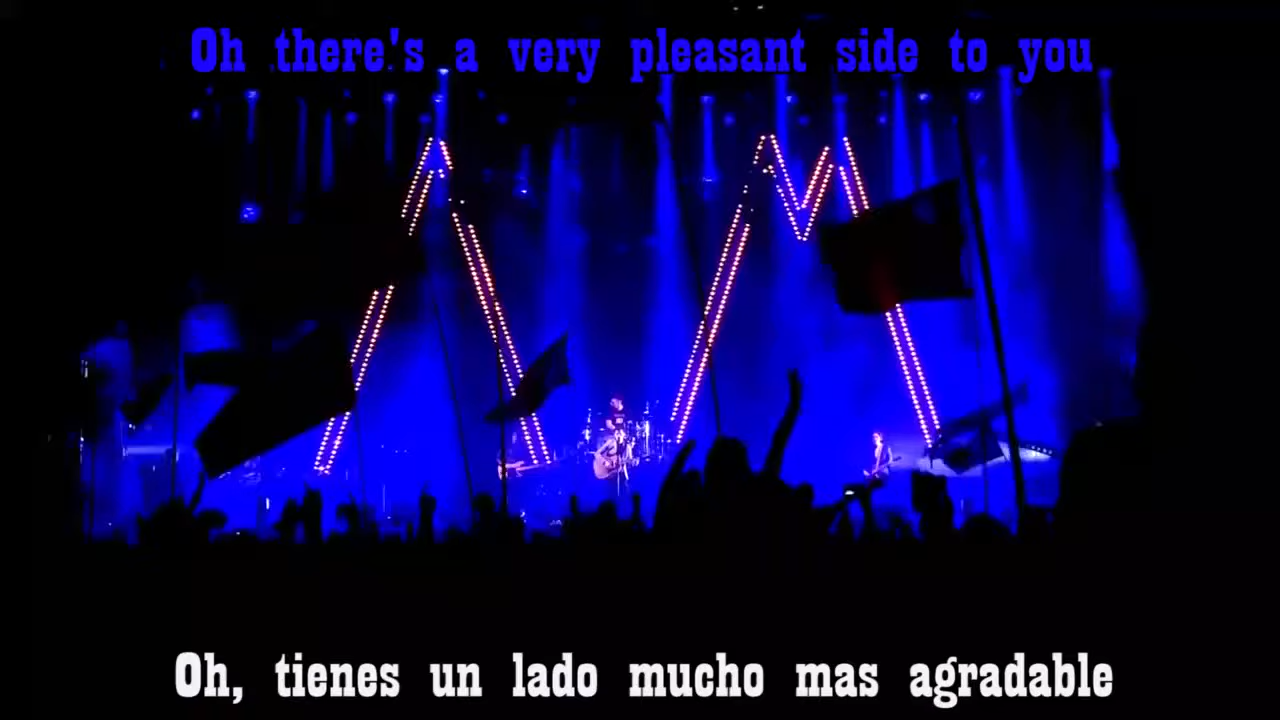 Oh there's a very pleasant side to you
Oh, tienes un lado mucho mas agradable